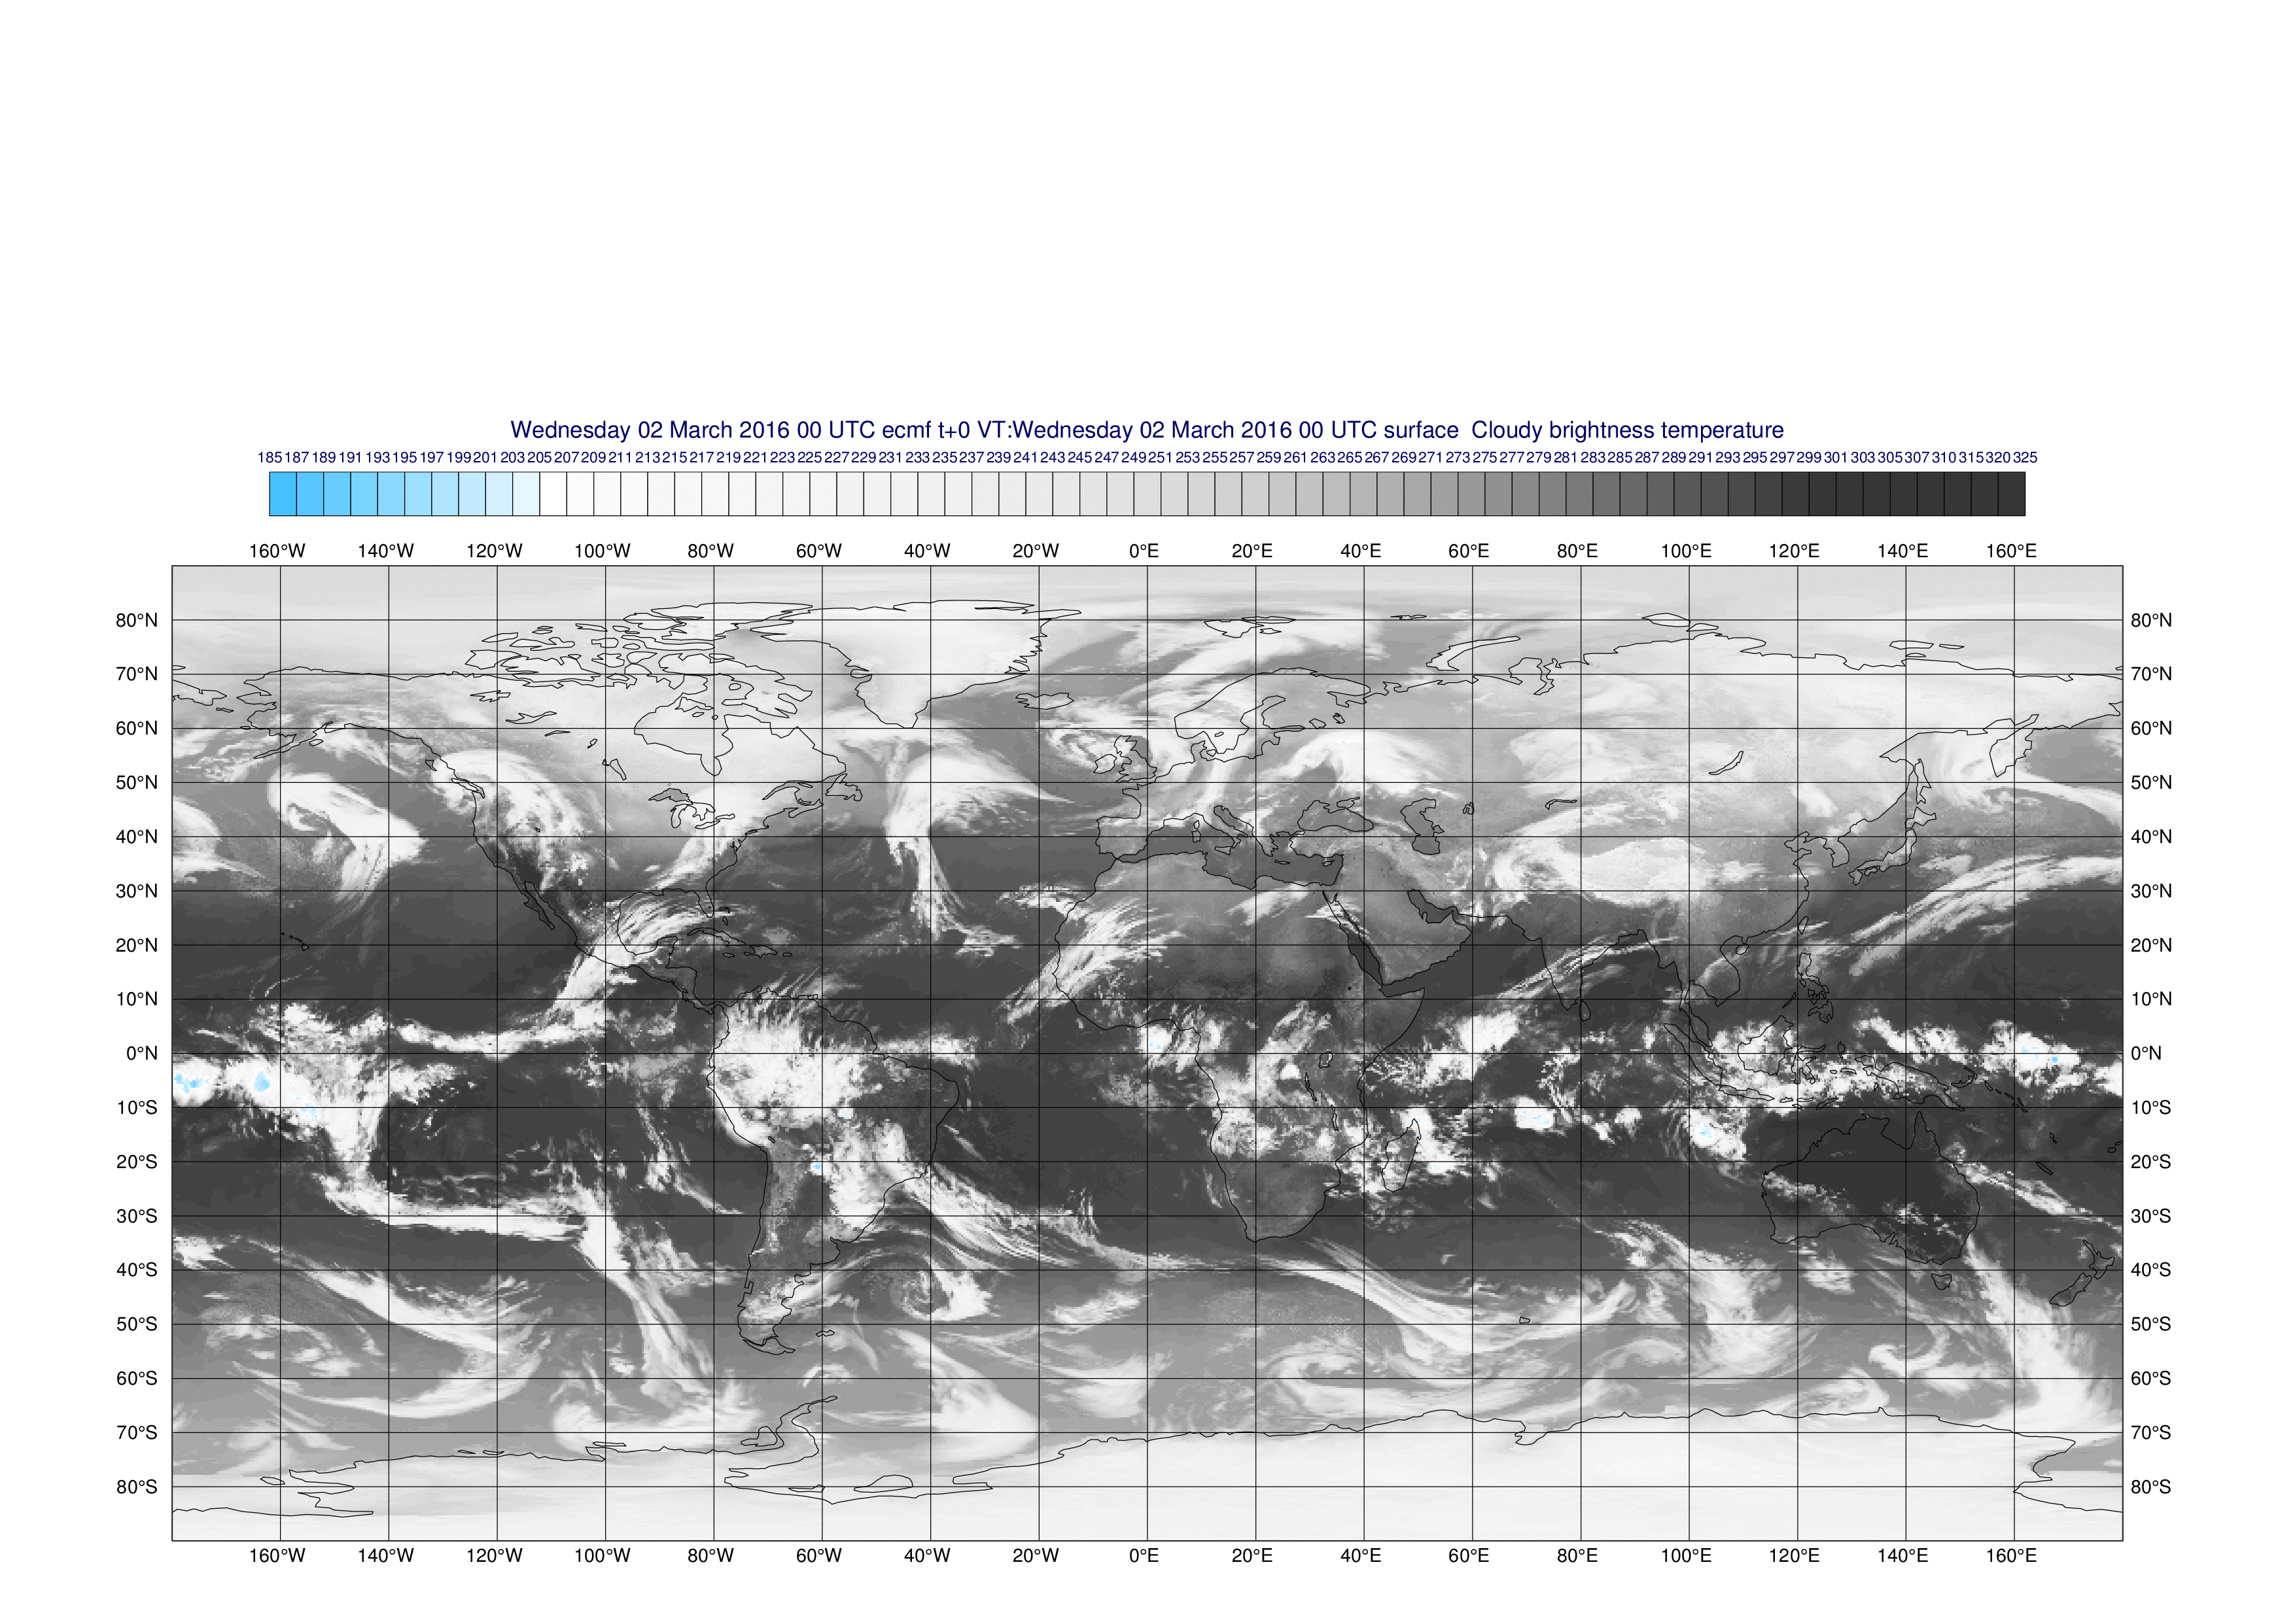 Wednesday 02 March 2016 00 UTC ecmf t+0 VT:Wednesday 02 March 2016 00 UTC surface  Cloudy brightness temperature
185 187 189 191 193 195 197 199 201 203 205 207 209 211 213 215 217 219 221 223 225 227 229 231 233 235 237 239 241 243 245 247 249 251 253 255 257 259 261 263 265 267 269 271 273 275 277 279 281 283 285 287 289 291 293 295 297 299 301 303 305 307 310 315 320 325
160°W 140°W 120°W 100°W 80°W 60°W 40°W 20°W 0°E 20°E 40°E 60°E 80°E 100°E 120°E 140°E 160°E
80°N 80°N
70°N 70°N
60°N 60°N
50°N 50°N
40°N 40°N
30°N 30°N
20°N 20°N
10°N 10°N
0°N 0°N
10°S 10°S
20°S 20°S
30°S 30°S
40°S 40°S
50°S 50°S
60°S 60°S
70°S 70°S
80°S 80°S
160°W 140°W 120°W 100°W 80°W 60°W 40°W 20°W 0°E 20°E 40°E 60°E 80°E 100°E 120°E 140°E 160°E